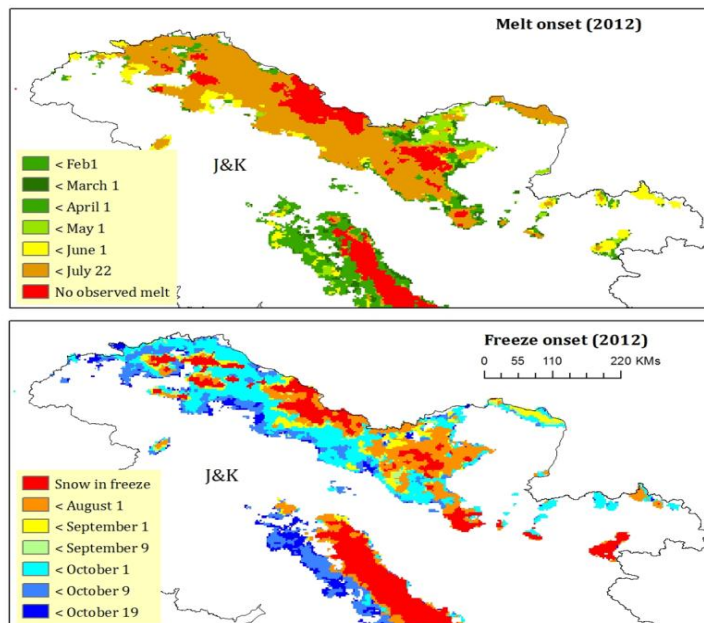 Melt onset (2012)
J&K
< Feb1
< March 1
< April 1
< May 1
< June 1
< July 22
No observed melt
Freeze onset (2012)
0 55 110 220 KMs
J&K
Snow in freeze
< August 1
< September 1
< September 9
< October 1
< October 9
< October 19